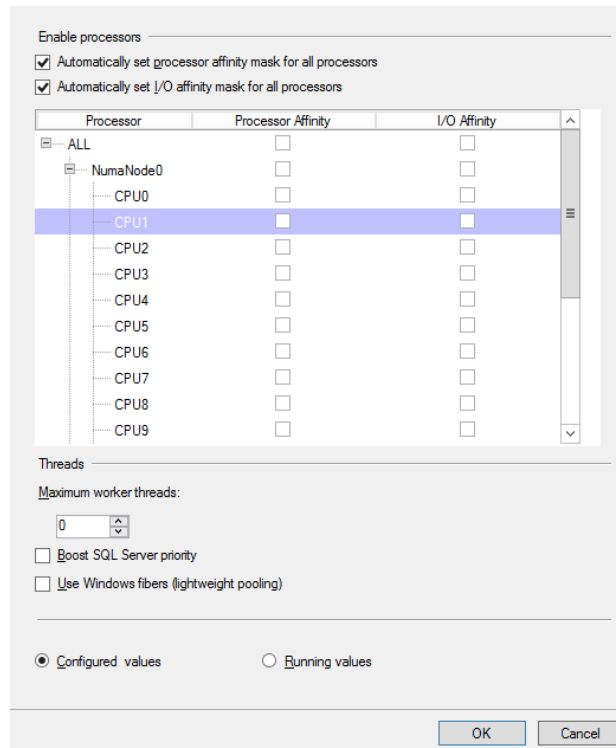 Enable processors
Automatically set processor affinity mask for all processors
Automatically set I/O affinity mask for all processors
Processor Processor Affinity I/O Affinity
ALL
NumaNode0
CPU0
CPU1
CPU2
CPU3
CPU4
CPU5
CPU6
CPU7
CPU8
CPU9
Threads
Maximum worker threads:
0
Boost SQL Server priority
Use Windows fibers (lightweight pooling)
Configured values Running values
OK Cancel